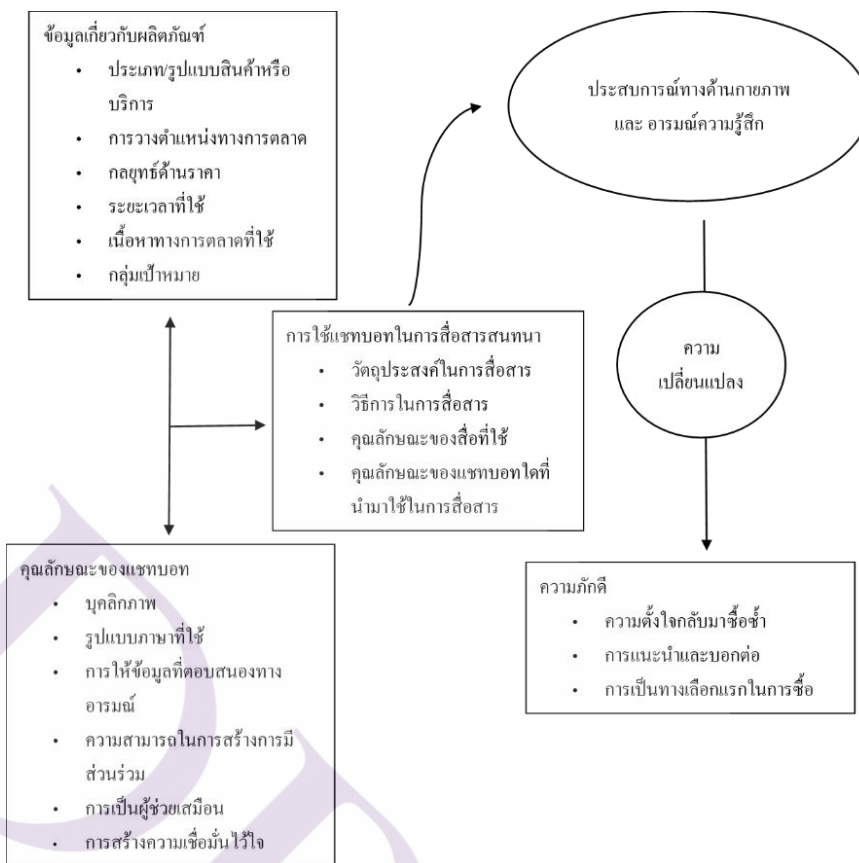 ข้อมูลเกี่ยวกับผลิตภัณฑ์
• ประเภท/รูปแบบสินค้าหรือ
บริการ
• การวางตำแหน่งทางการตลาด
• กลยุทธ์ด้านราคา
• ระยะเวลาที่ใช้
• เนื้อหาทางการตลาดที่ใช้
• กลุ่มเป้าหมาย
ประสบการณ์ทางด้านกายภาพ
และ อารมณ์ความรู้สึก
การใช้แชทบอทในการสื่อสารสนทนา
• วัตถุประสงค์ในการสื่อสาร
• วิธีการในการสื่อสาร
• คุณลักษณะของสื่อที่ใช้
• คุณลักษณะของแชทบอทใดที่
นำมาใช้ในการสื่อสาร
ความ
เปลี่ยนแปลง
คุณลักษณะของแชทบอท
• บุคลิกภาพ
• รูปแบบภาษาที่ใช้
• การให้ข้อมูลที่ตอบสนองทาง
อารมณ์
• ความสามารถในการสร้างการมี
ส่วนร่วม
• การเป็นผู้ช่วยเสมือน
• การสร้างความเชื่อมั่นไว้ใจ
ความภักดี
• ความตั้งใจกลับมาซื้อซ้ำ
• การแนะนำและบอกต่อ
• การเป็นทางเลือกแรกในการซื้อ